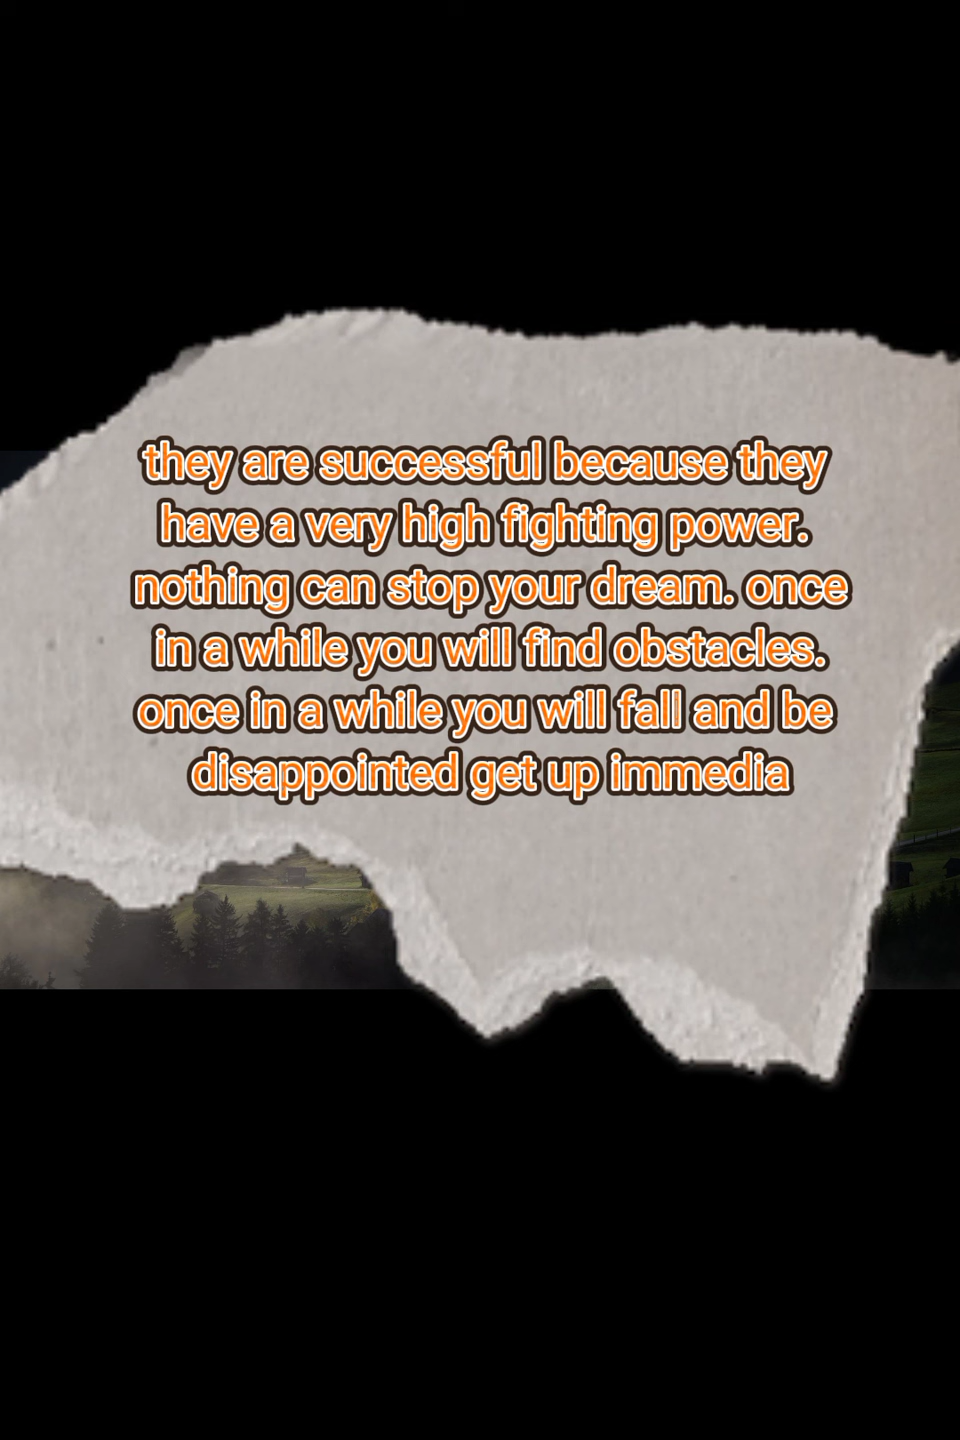 they are successful because they
have a very high fighting power.
nothing can stop your dream. once
in a while you will find obstacles.
once in a while you will fall and be
disappointed get up immedia